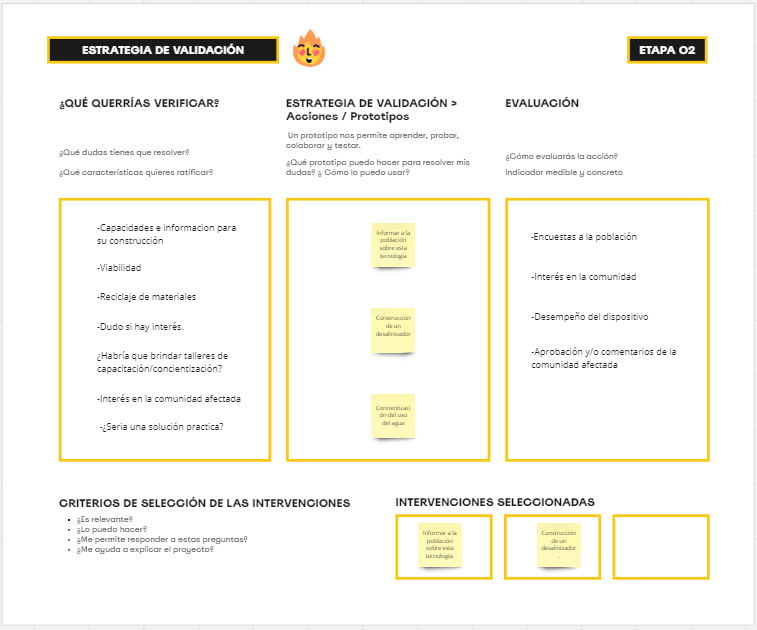 ESTRATEGIA DE VALIDACIÓN
ETAPA 02
¿QUÉ QUERRÍAS VERIFICAR?
¿Qué dudas tienes que resolver?
¿Qué características quieres ratificar?
ESTRATEGIA DE VALIDACIÓN >
Acciones / Prototipos
Un prototipo nos permite aprender, probar,
colaborar y testar.
¿Qué prototipo puedo hacer para resolver mis
dudas? ¿ Cómo lo puedo usar?
EVALUACIÓN
¿Cómo evaluarás la acción?
Indicador medible y concreto
-Capacidades e informacion para
su construcción
-Viabilidad
-Reciclaje de materiales
-Dudo si hay interés.
¿Habría que brindar talleres de
capacitación/concientización?
-Interés en la comunidad afectada
-¿Seria una solución practica?
Informar a la
población
sobre esta
tecnología
Construcción
de un
desalinizador
Concientizaci
ón del uso
del agua
-Encuestas a la población
-Interés en la comunidad
-Desempeño del dispositivo
-Aprobación y/o comentarios de la
comunidad afectada
CRITERIOS DE SELECCIÓN DE LAS INTERVENCIONES
• ¿Es relevante?
• ¿Lo puedo hacer?
• ¿Me permite responder a estas preguntas?
• ¿Me ayuda a explicar el proyecto?
INTERVENCIONES SELECCIONADAS
Informar a la
población
sobre esta
tecnología.
Construcción
de un
desalinizador
.